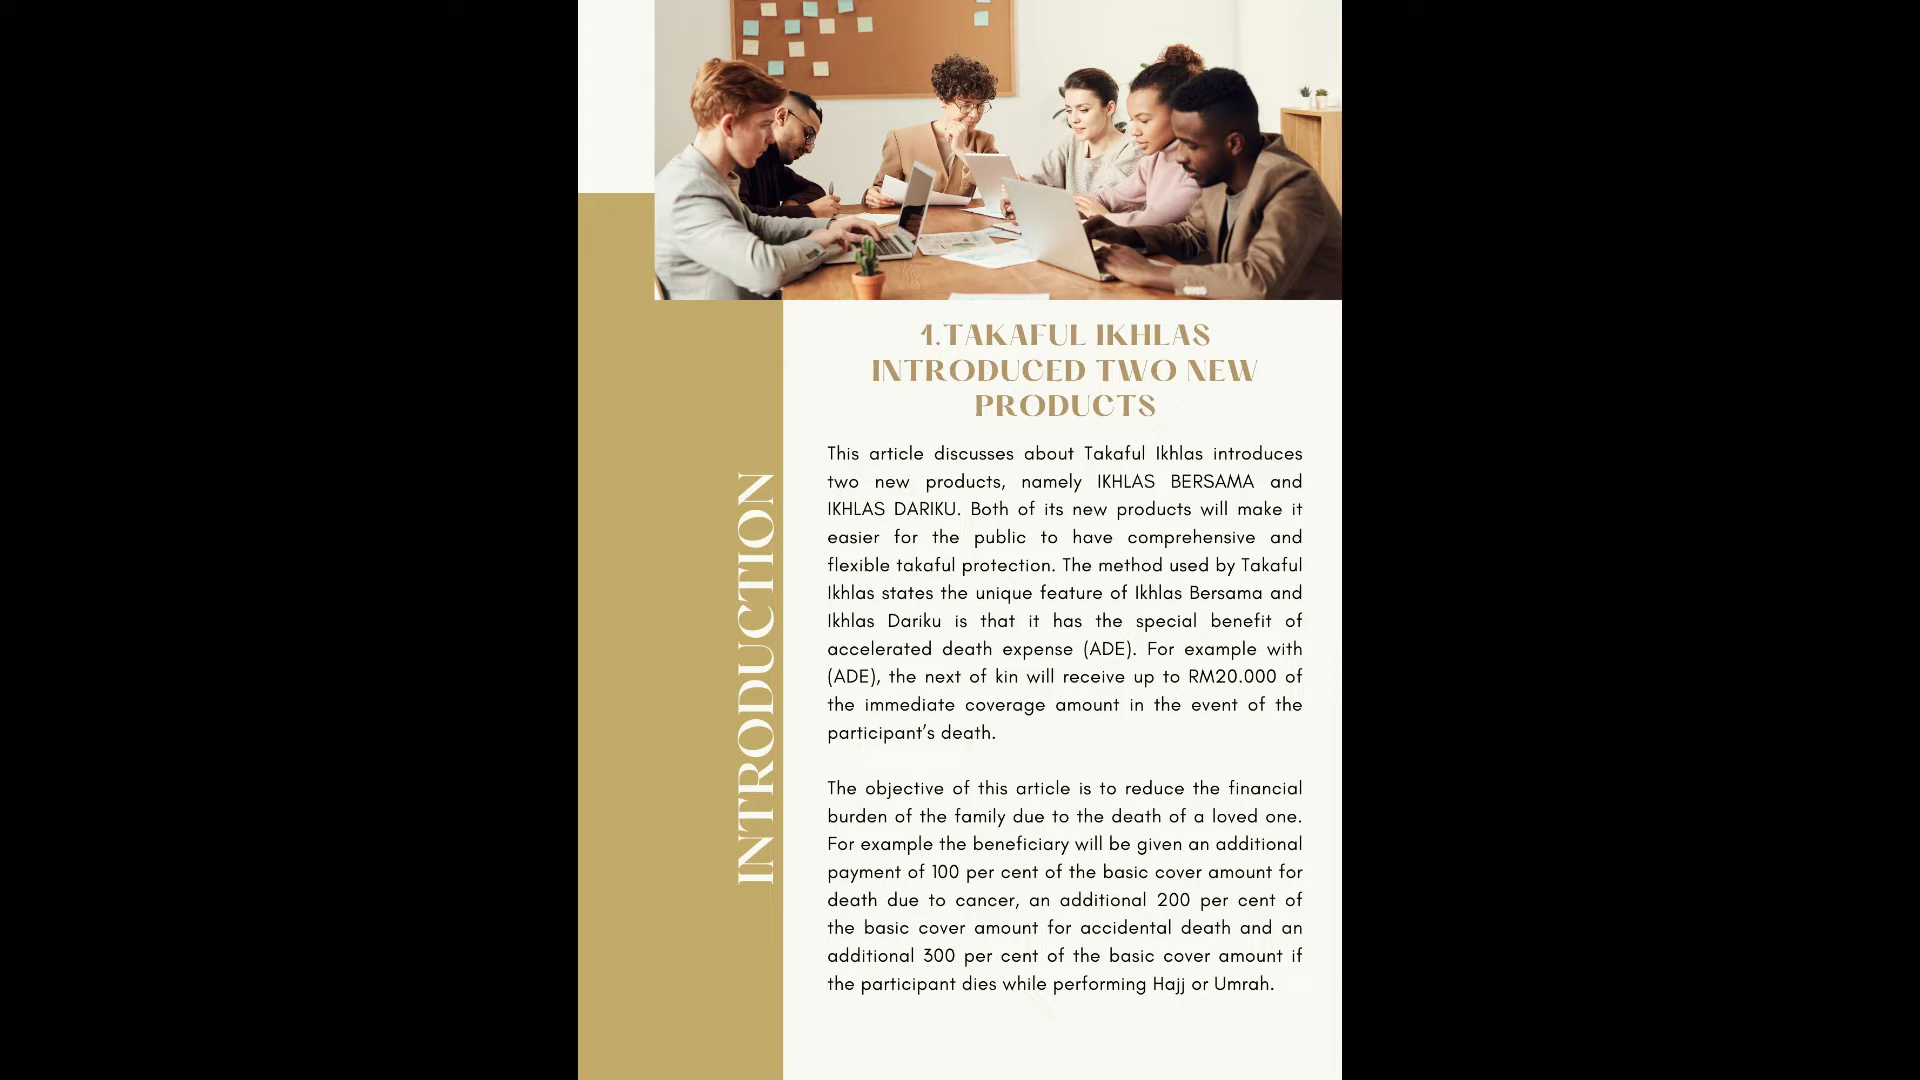 1.TAKAFUL IKHLAS
INTRODUCED TWO NEW
PRODUCTS
INTRODUCTION
This article discusses about Takaful Ikhlas introduces
two new products, namely IKHLAS BERSAMA and
IKHLAS DARIKU. Both of its new products will make it
easier for the public to have comprehensive and
flexible takaful protection. The method used by Takaful
Ikhlas states the unique feature of Ikhlas Bersama and
Ikhlas Dariku is that it has the special benefit of
accelerated death expense (ADE). For example with
(ADE), the next of kin will receive up to RM20.000 of
the immediate coverage amount in the event of the
participant’s death.
The objective of this article is to reduce the financial
burden of the family due to the death of a loved one.
For example the beneficiary will be given an additional
payment of 100 per cent of the basic cover amount for
death due to cancer, an additional 200 per cent of
the basic cover amount for accidental death and an
additional 300 per cent of the basic cover amount if
the participant dies while performing Hajj or Umrah.